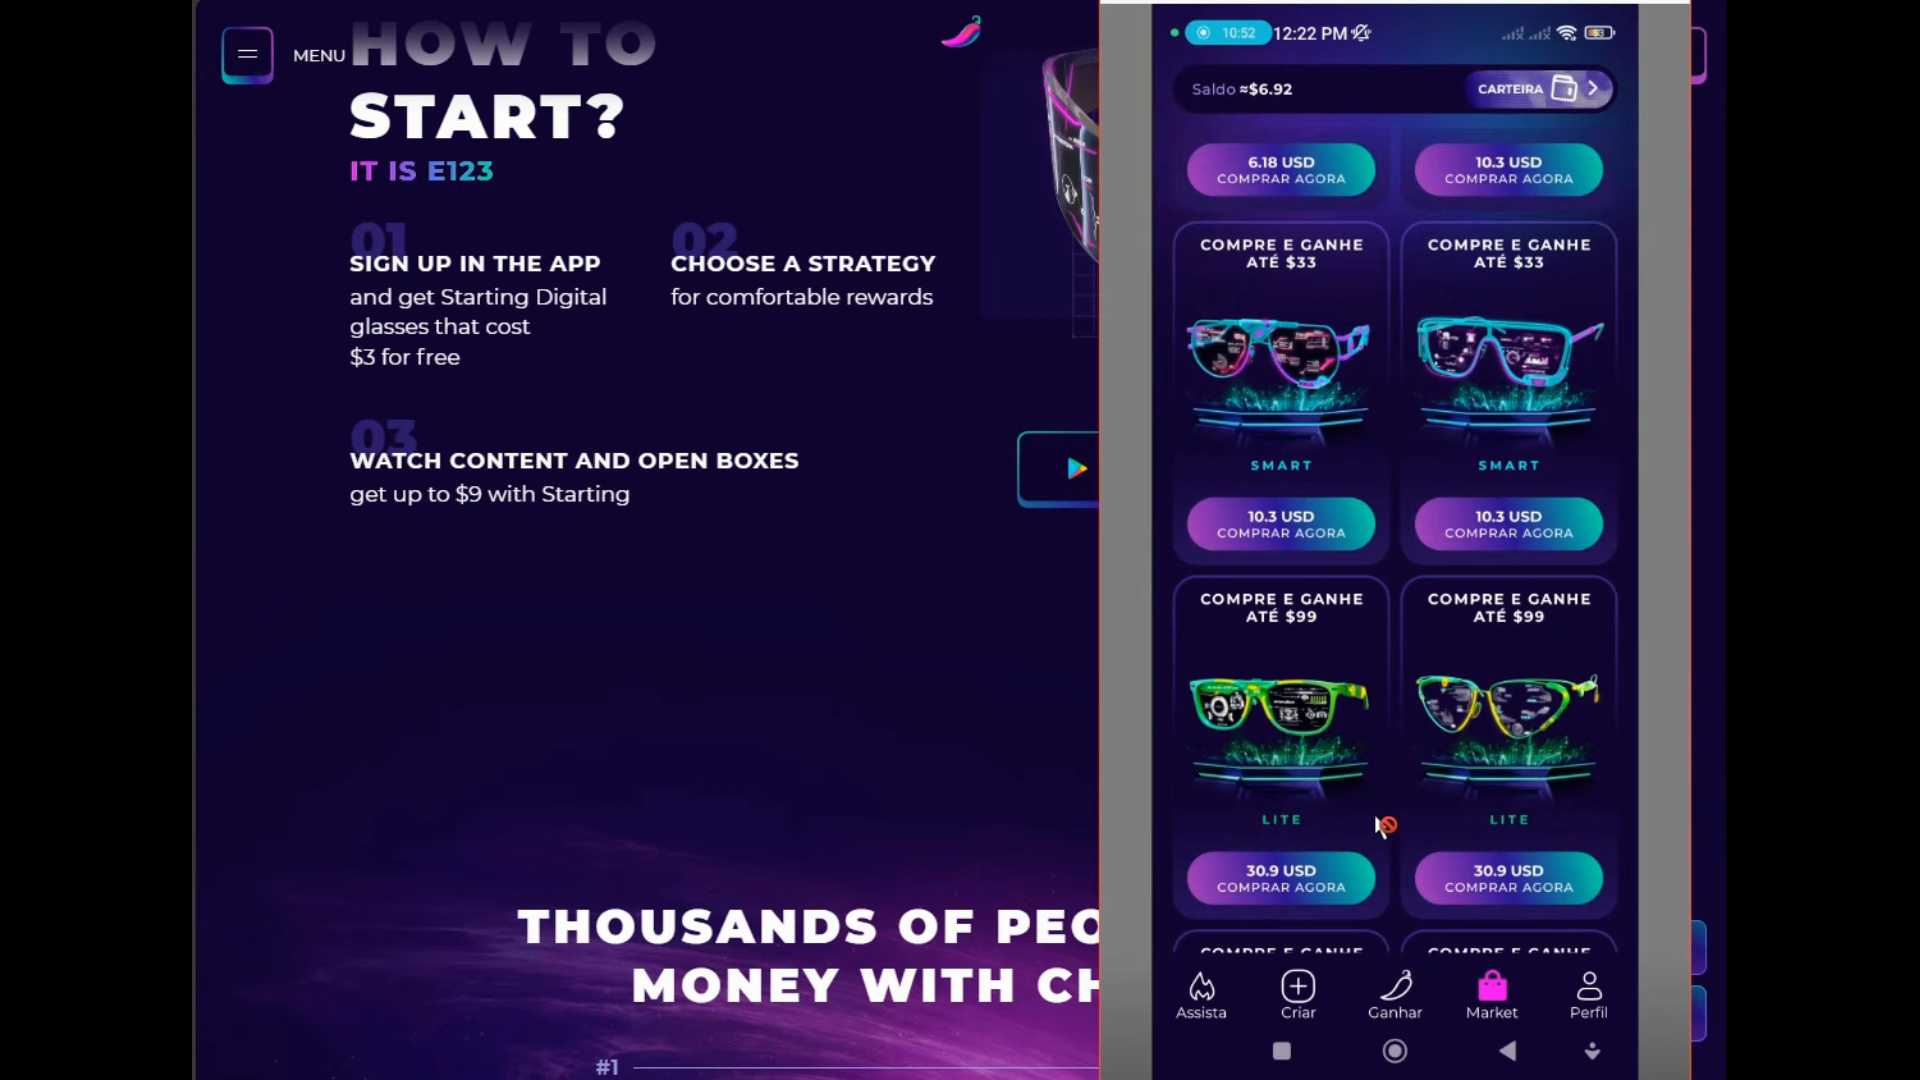 MENU
HOW TO
START?
IT IS E123
01
SIGN UP IN THE APP
and get Starting Digital
glasses that cost
$3 for free
02
CHOOSE A STRATEGY
for comfortable rewards
03
WATCH CONTENT AND OPEN BOXES
get up to $9 with Starting
THOUSANDS OF PEO
MONEY WITH CH
#1
10:52
12:22 PM
53
Saldo ≈$6.92
CARTEIRA
6.18 USD
COMPRAR AGORA
10.3 USD
COMPRAR AGORA
COMPRE E GANHE
ATÉ $33
SMART
10.3 USD
COMPRAR AGORA
COMPRE E GANHE
ATÉ $33
SMART
10.3 USD
COMPRAR AGORA
COMPRE E GANHE
ATÉ $99
LITE
30.9 USD
COMPRAR AGORA
COMPRE E GANHE
ATÉ $99
LITE
30.9 USD
COMPRAR AGORA
COMPRE E GANHE
COMPRE E GANHE
Assista
Criar
Ganhar
Market
Perfil